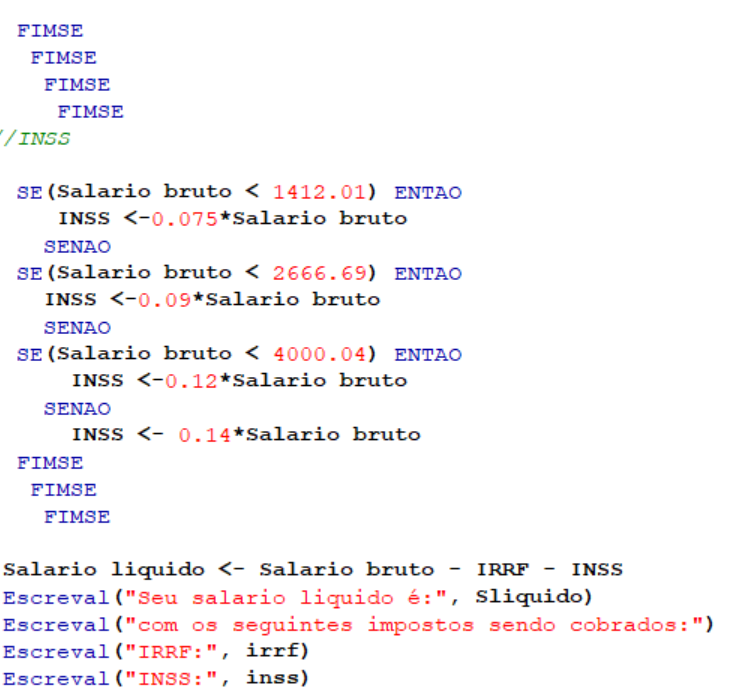 FIMSE
FIMSE
FIMSE
FIMSE
//INSS
SE(Salario bruto < 1412.01) ENTAO
INSS <-0.075*Salario bruto
SENAO
SE(Salario bruto < 2666.69) ENTAO
INSS <-0.09*Salario bruto
SENAO
SE(Salario bruto < 4000.04) ENTAO
INSS <-0.12*Salario bruto
SENAO
INSS <- 0.14*Salario bruto
FIMSE
FIMSE
FIMSE
Salario liquido <- Salario bruto - IRRF - INSS
Escreval("Seu salario liquido é:", Sliquido)
Escreval("com os seguintes impostos sendo cobrados:")
Escreval("IRRF:", irrf)
Escreval("INSS:", inss)